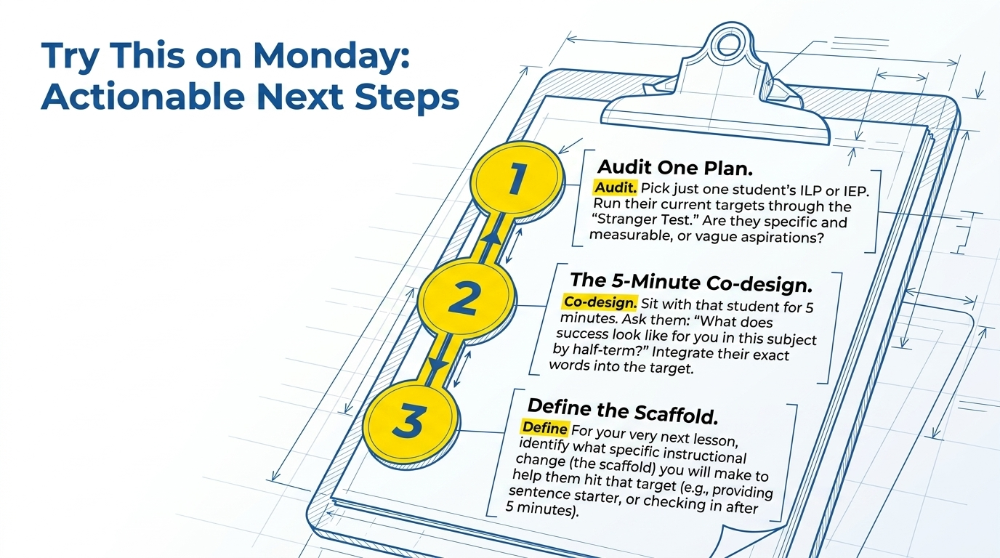 Try This on Monday:
Actionable Next Steps
1
Audit One Plan.
Audit. Pick just one student's ILP or IEP.
Run their current targets through the
“Stranger Test.” Are they specific and
measurable, or vague aspirations?
2
The 5-Minute Co-design.
Co-design. Sit with that student for 5
minutes. Ask them: “What does
success look like for you in this subject
by half-term?” Integrate their exact
words into the target.
3
Define the Scaffold.
Define For your very next lesson,
identify what specific instructional
change (the scaffold) you will make to
help them hit that target (e.g., providing
sentence starter, or checking in after
5 minutes).